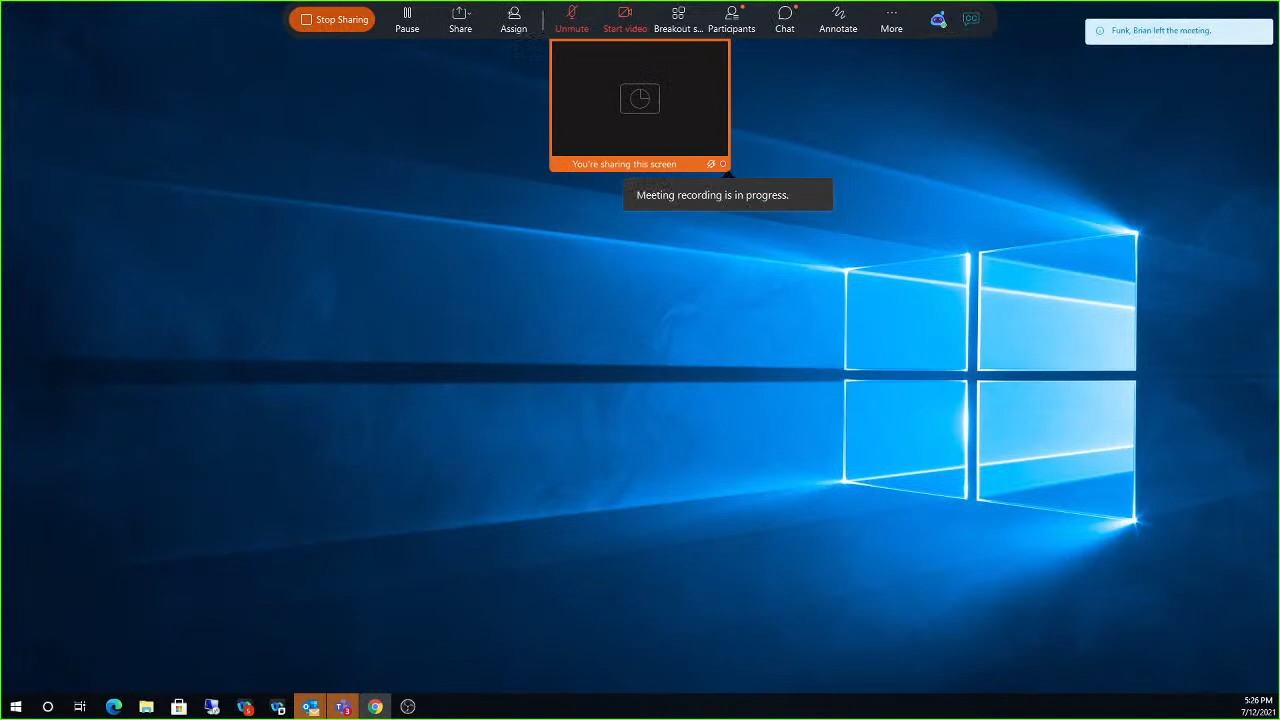 Stop Sharing
Pause
Share
Assign
Unmute
Start video
Breakout s...
Participants
Chat
Annotate
More
CC
Funk, Brian left the meeting.
You're sharing this screen
Meeting recording is in progress.
5:26 PM
7/12/2021